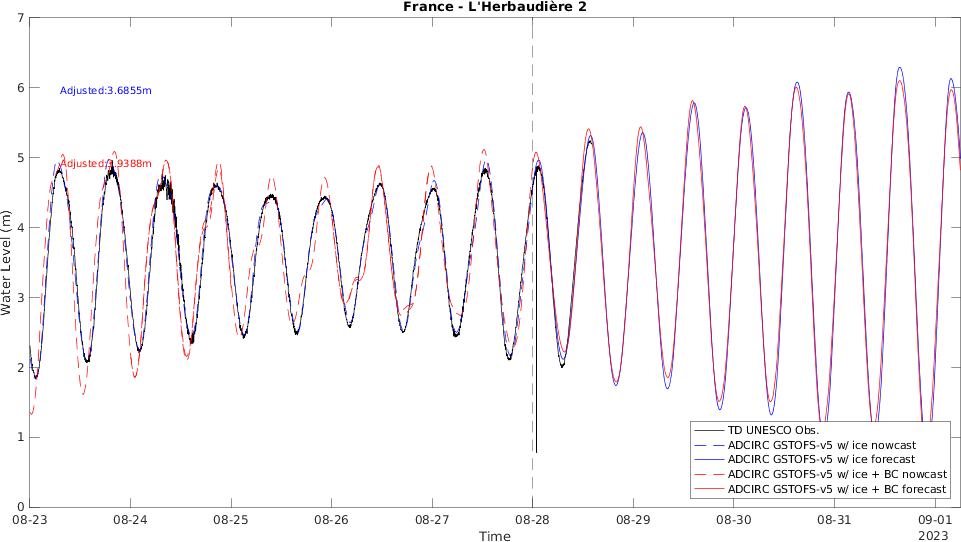 France - L'Herbaudière 2
Water Level (m)
7
6
5
4
3
2
1
0
Adjusted:3.6855m
Adjusted:3.9388m
TD UNESCO Obs.
ADCIRC GSTOFS-v5 w/ ice nowcast
ADCIRC GSTOFS-v5 w/ ice forecast
ADCIRC GSTOFS-v5 w/ ice + BC nowcast
ADCIRC GSTOFS-v5 w/ ice + BC forecast
08-23 08-24 08-25 08-26 08-27 08-28 08-29 08-30 08-31 09-01
Time
2023